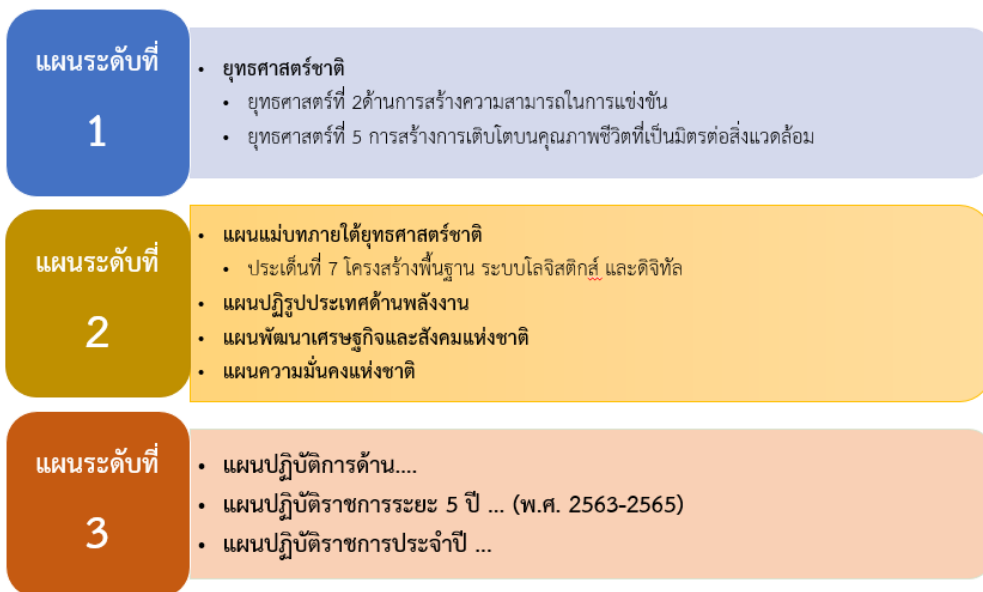 แผนระดับที่
1
• ยุทธศาสตร์ชาติ
• ยุทธศาสตร์ที่ 2ด้านการสร้างความสามารถในการแข่งขัน
• ยุทธศาสตร์ที่ 5 การสร้างการเติบโตบนคุณภาพชีวิตที่เป็นมิตรต่อสิ่งแวดล้อม
แผนระดับที่
2
• แผนแม่บทภายใต้ยุทธศาสตร์ชาติ
• ประเด็นที่ 7 โครงสร้างพื้นฐาน ระบบโลจิสติกส์ และดิจิทัล
• แผนปฏิรูปประเทศด้านพลังงาน
• แผนพัฒนาเศรษฐกิจและสังคมแห่งชาติ
• แผนความมั่นคงแห่งชาติ
แผนระดับที่
3
• แผนปฏิบัติการด้าน....
• แผนปฏิบัติราชการระยะ 5 ปี ... (พ.ศ. 2563-2565)
• แผนปฏิบัติราชการประจำปี ...